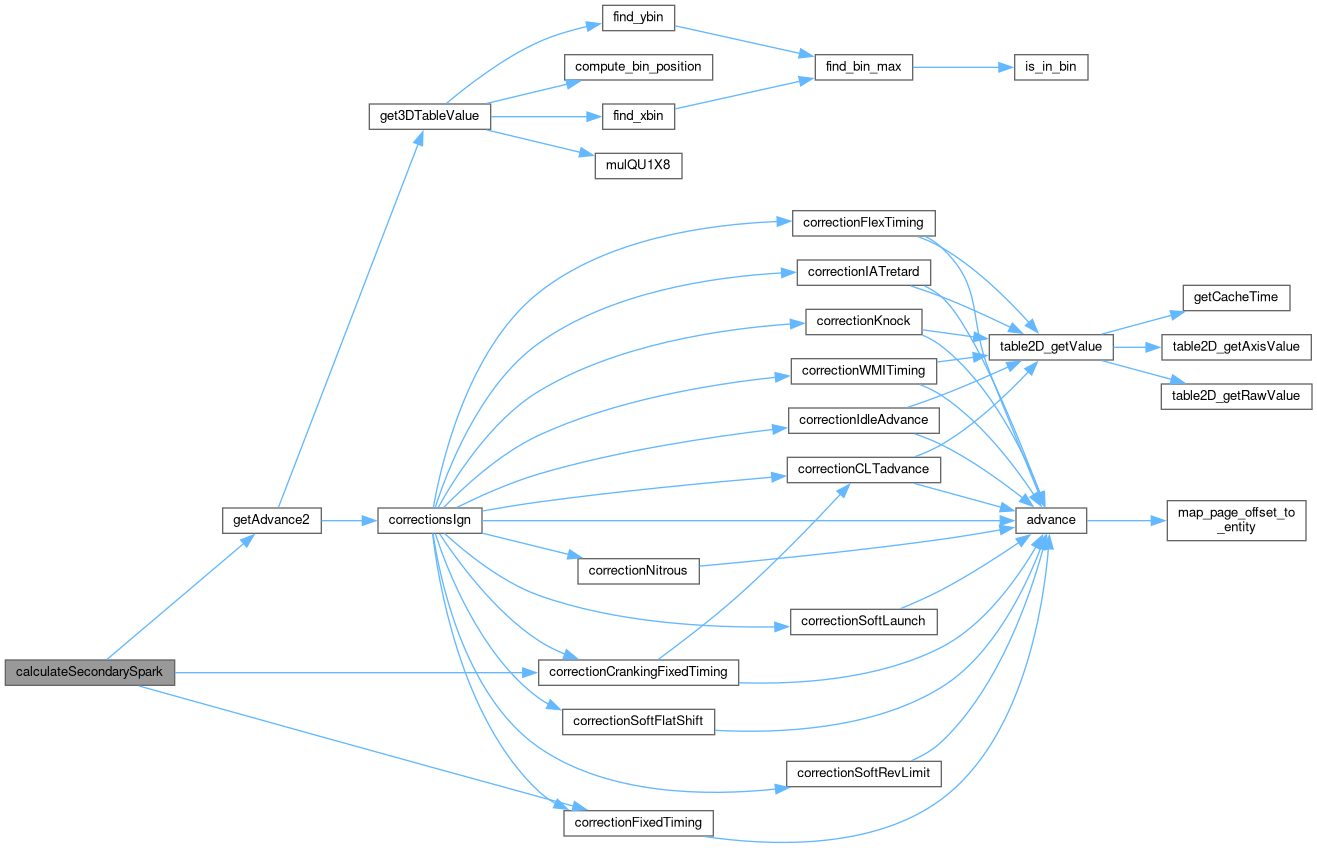 find_ybin
compute_bin_position
find_bin_max
is_in_bin
get3DTableValue
find_xbin
mulQU1X8
correctionFlexTiming
correctionIATretard
getCacheTime
correctionKnock
table2D_getValue
table2D_getAxisValue
correctionWMITiming
table2D_getRawValue
correctionIdleAdvance
correctionCLTadvance
getAdvance2
correctionsIgn
advance
map_page_offset_to
_entity
correctionNitrous
correctionSoftLaunch
calculateSecondarySpark
correctionCrankingFixedTiming
correctionSoftFlatShift
correctionSoftRevLimit
correctionFixedTiming